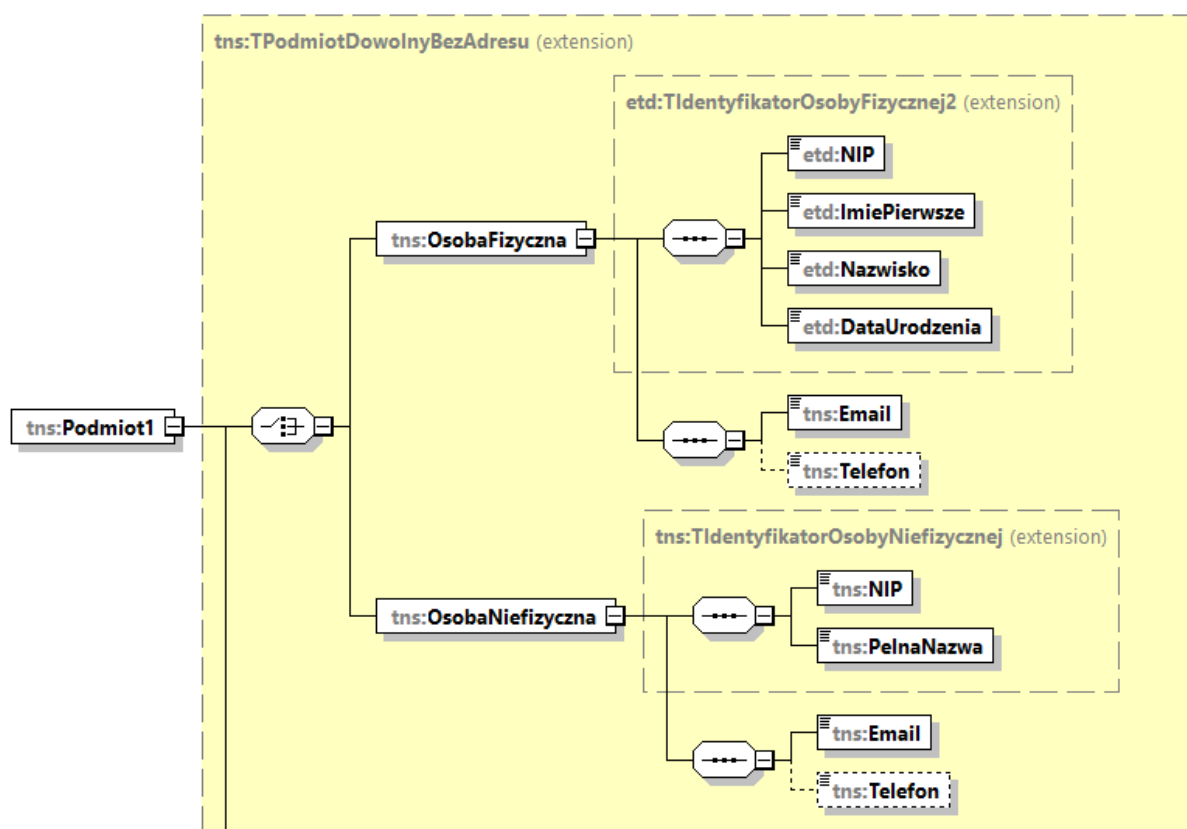 tns:TPodmiotDowolnyBezAdresu (extension)
etd:TIdentyfikatorOsobyFizycznej2 (extension)
etd:NIP
etd:ImiePierwsze
tns:OsobaFizyczna
etd:Nazwisko
etd:DataUrodzenia
tns:Email
tns:Podmiot1
tns:Telefon
tns:TIdentyfikatorOsobyNiefizycznej (extension)
tns:NIP
tns:OsobaNiefizyczna
tns:PelnaNazwa
tns:Email
tns:Telefon